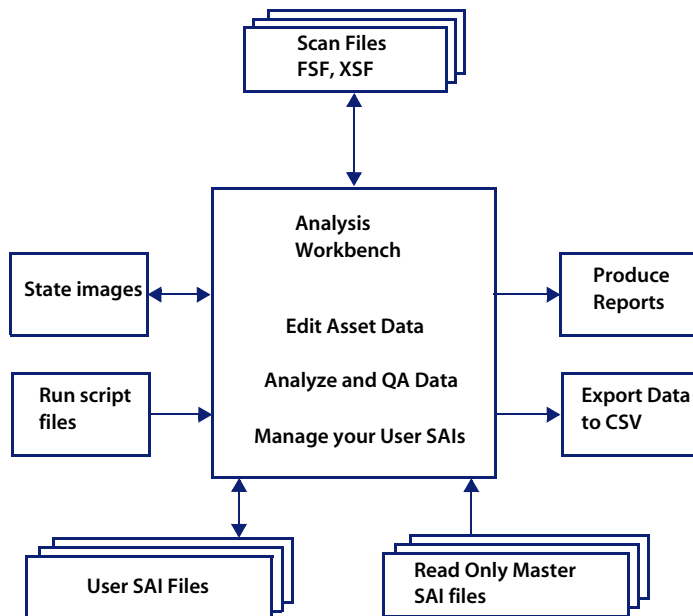 Scan Files
FSF, XSF
Analysis
Workbench
State images
Produce
Reports
Edit Asset Data
Analyze and QA Data
Run script
files
Export Data
to CSV
Manage your User SAIs
User SAI Files
Read Only Master
SAI files